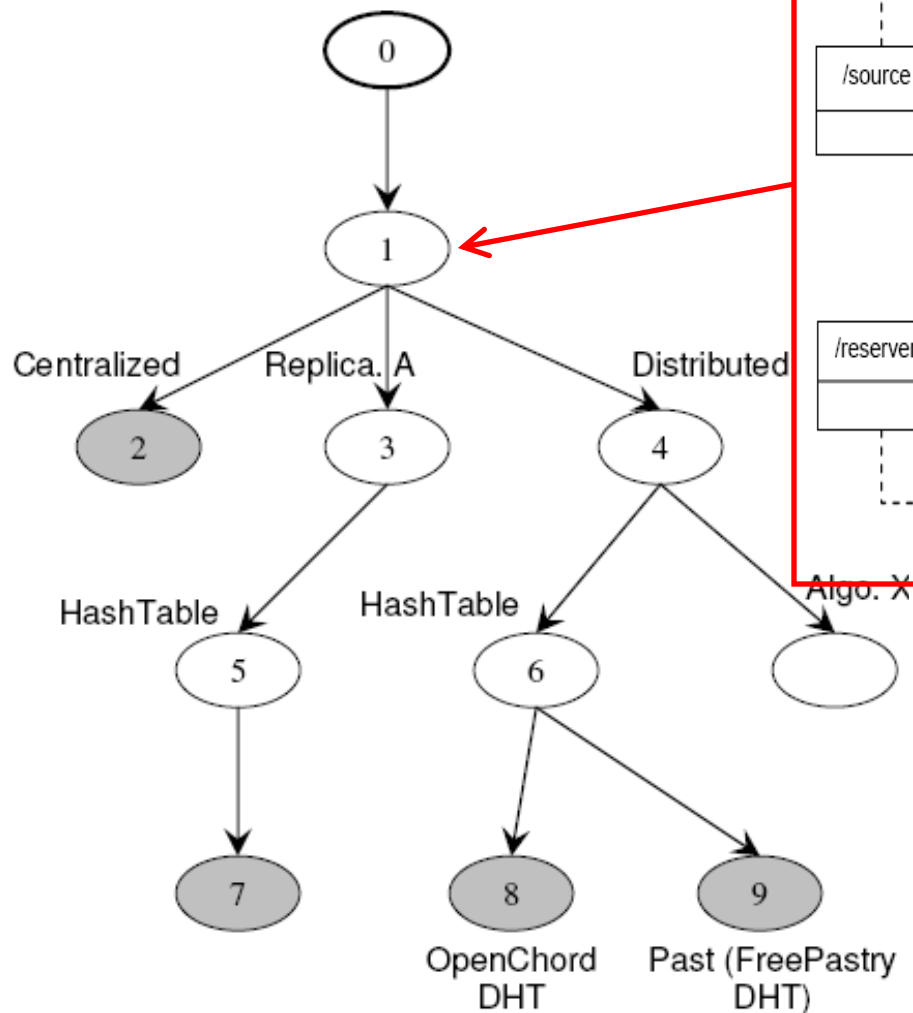 0
/source
1
/reserver
Centralized
Replica. A
Distributed
2
3
4
HashTable
HashTable
Algo. X
5
6
7
8
9
OpenChord
DHT
Past (FreePastry
DHT)